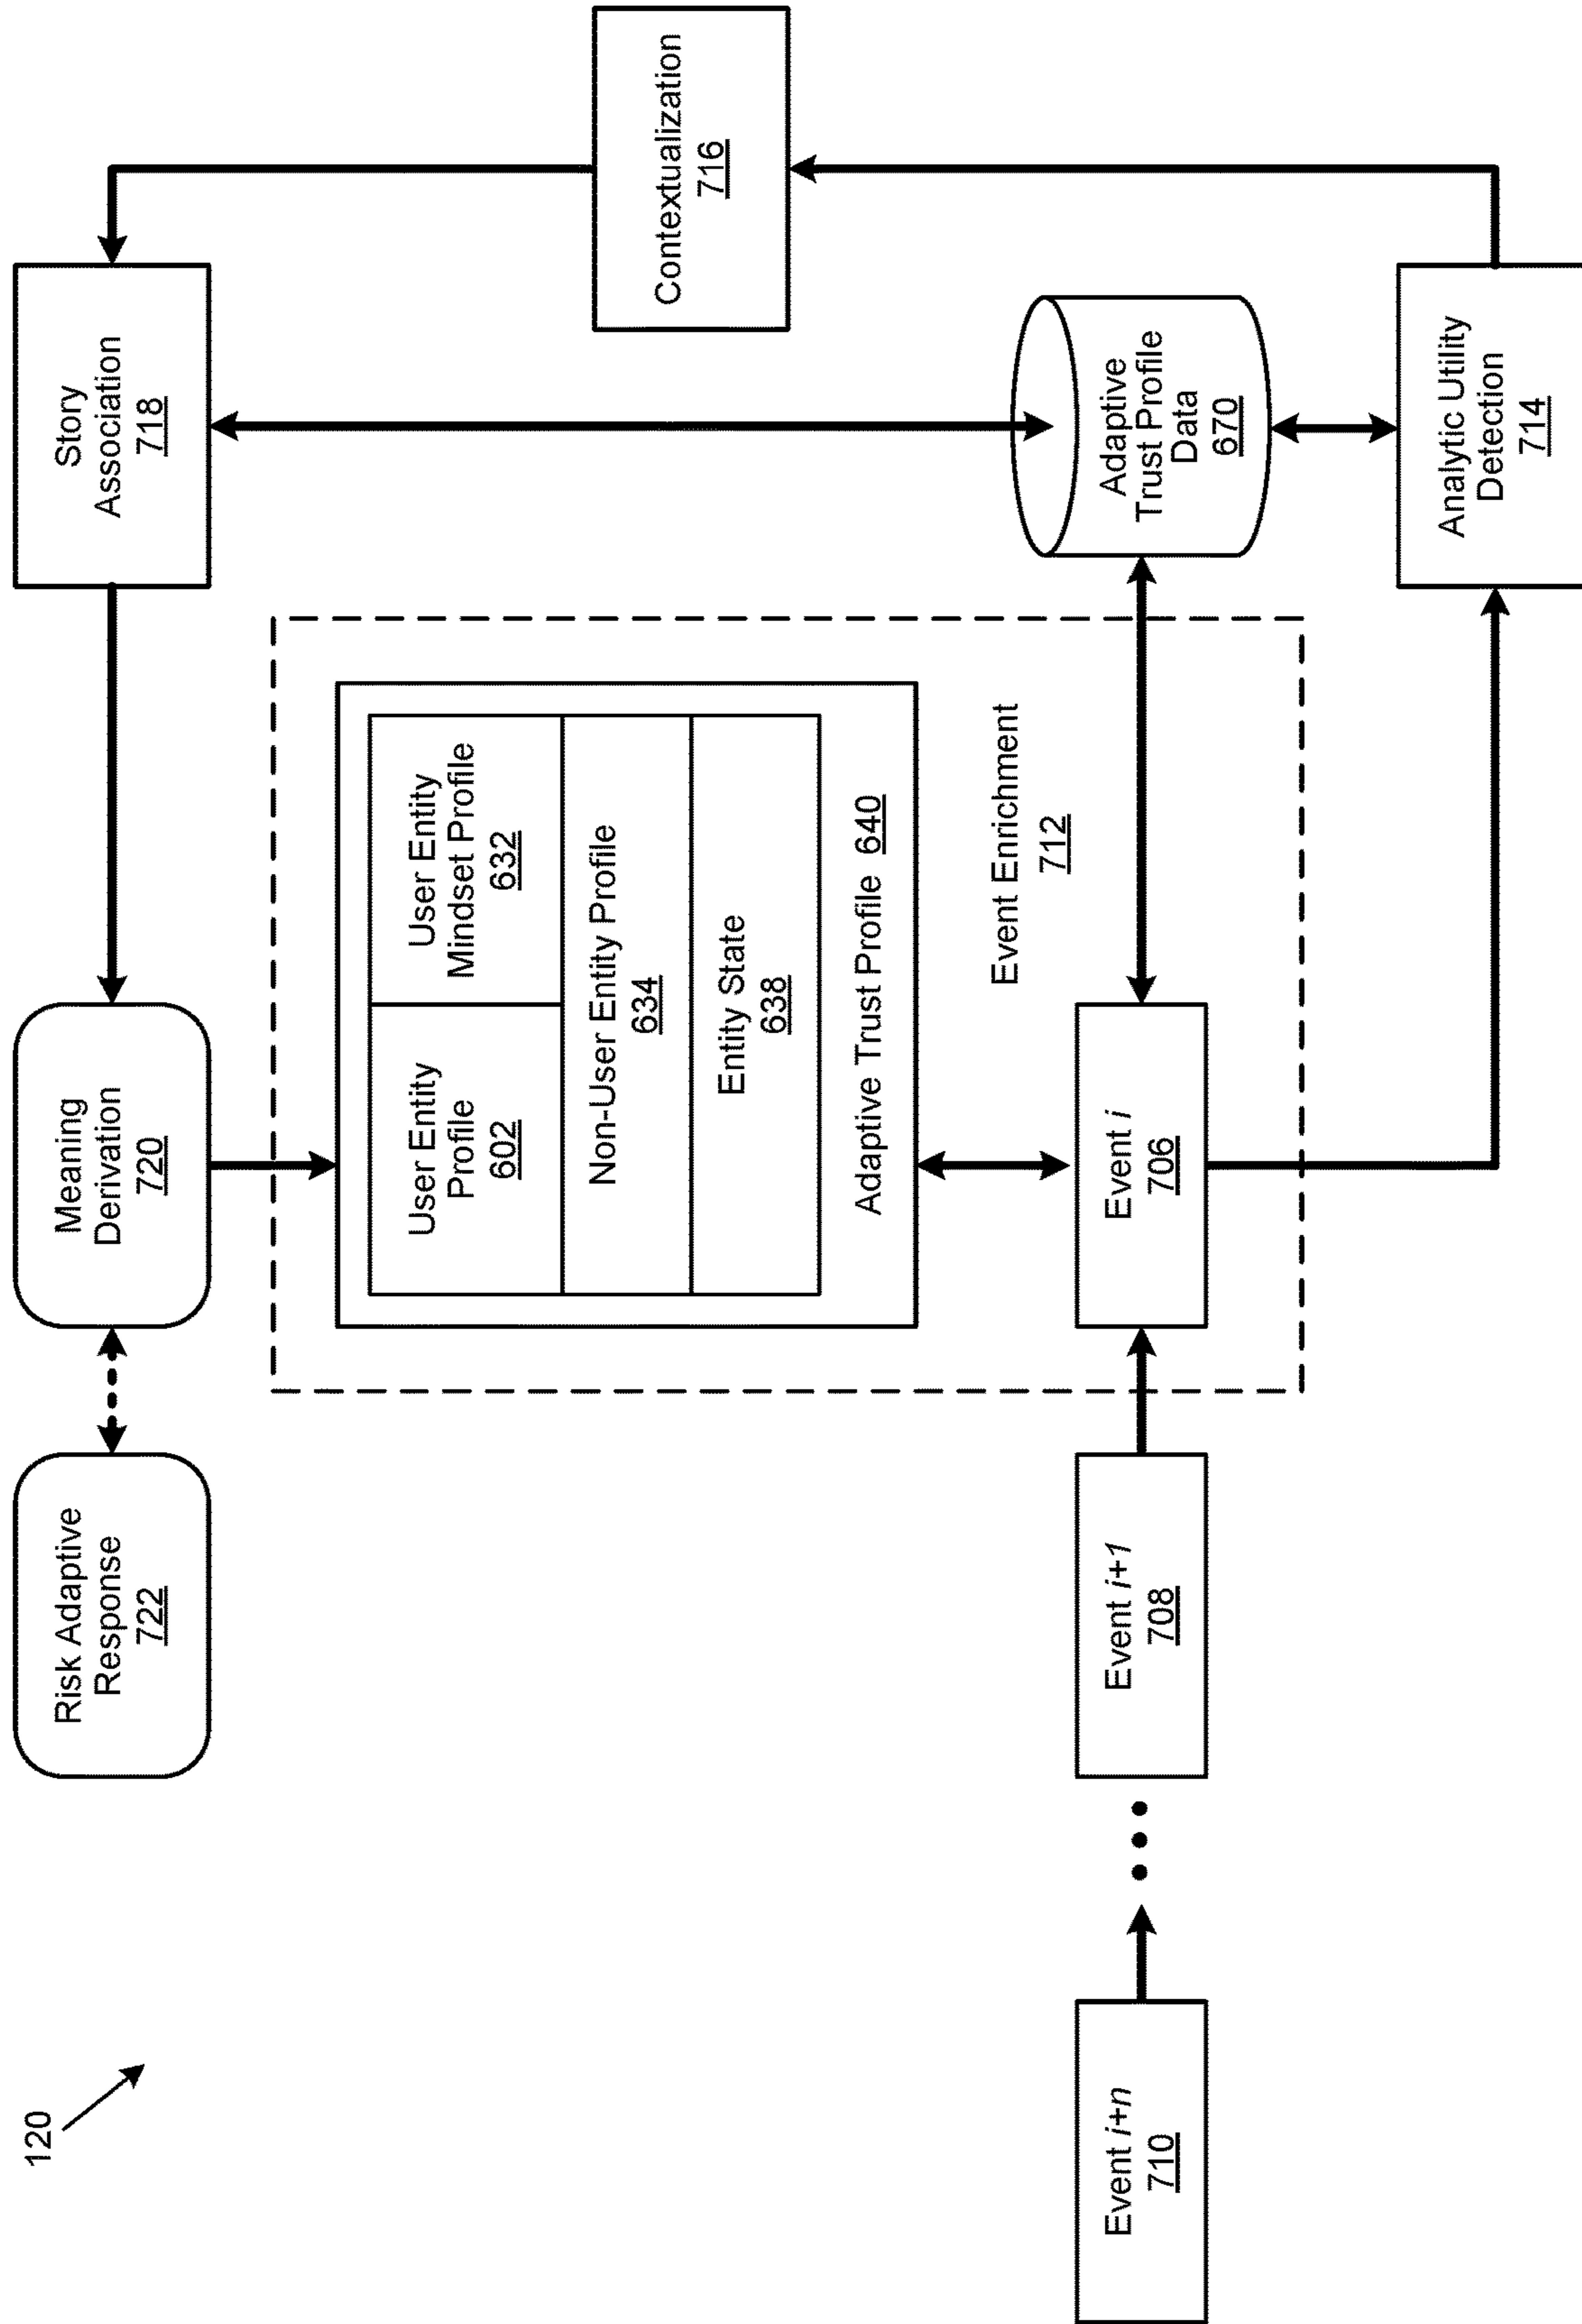 120
Risk Adaptive
Response
722
Meaning
Derivation
720
Story
Association
718
User Entity
Profile
602
User Entity
Mindset Profile
632
Non-User Entity Profile
634
Entity State
638
Adaptive Trust Profile 640
Contextualization
716
Event Enrichment
712
Event i+n
710
Event i+1
708
Event i
706
Adaptive
Trust Profile
Data
670
Analytic Utility
Detection
714